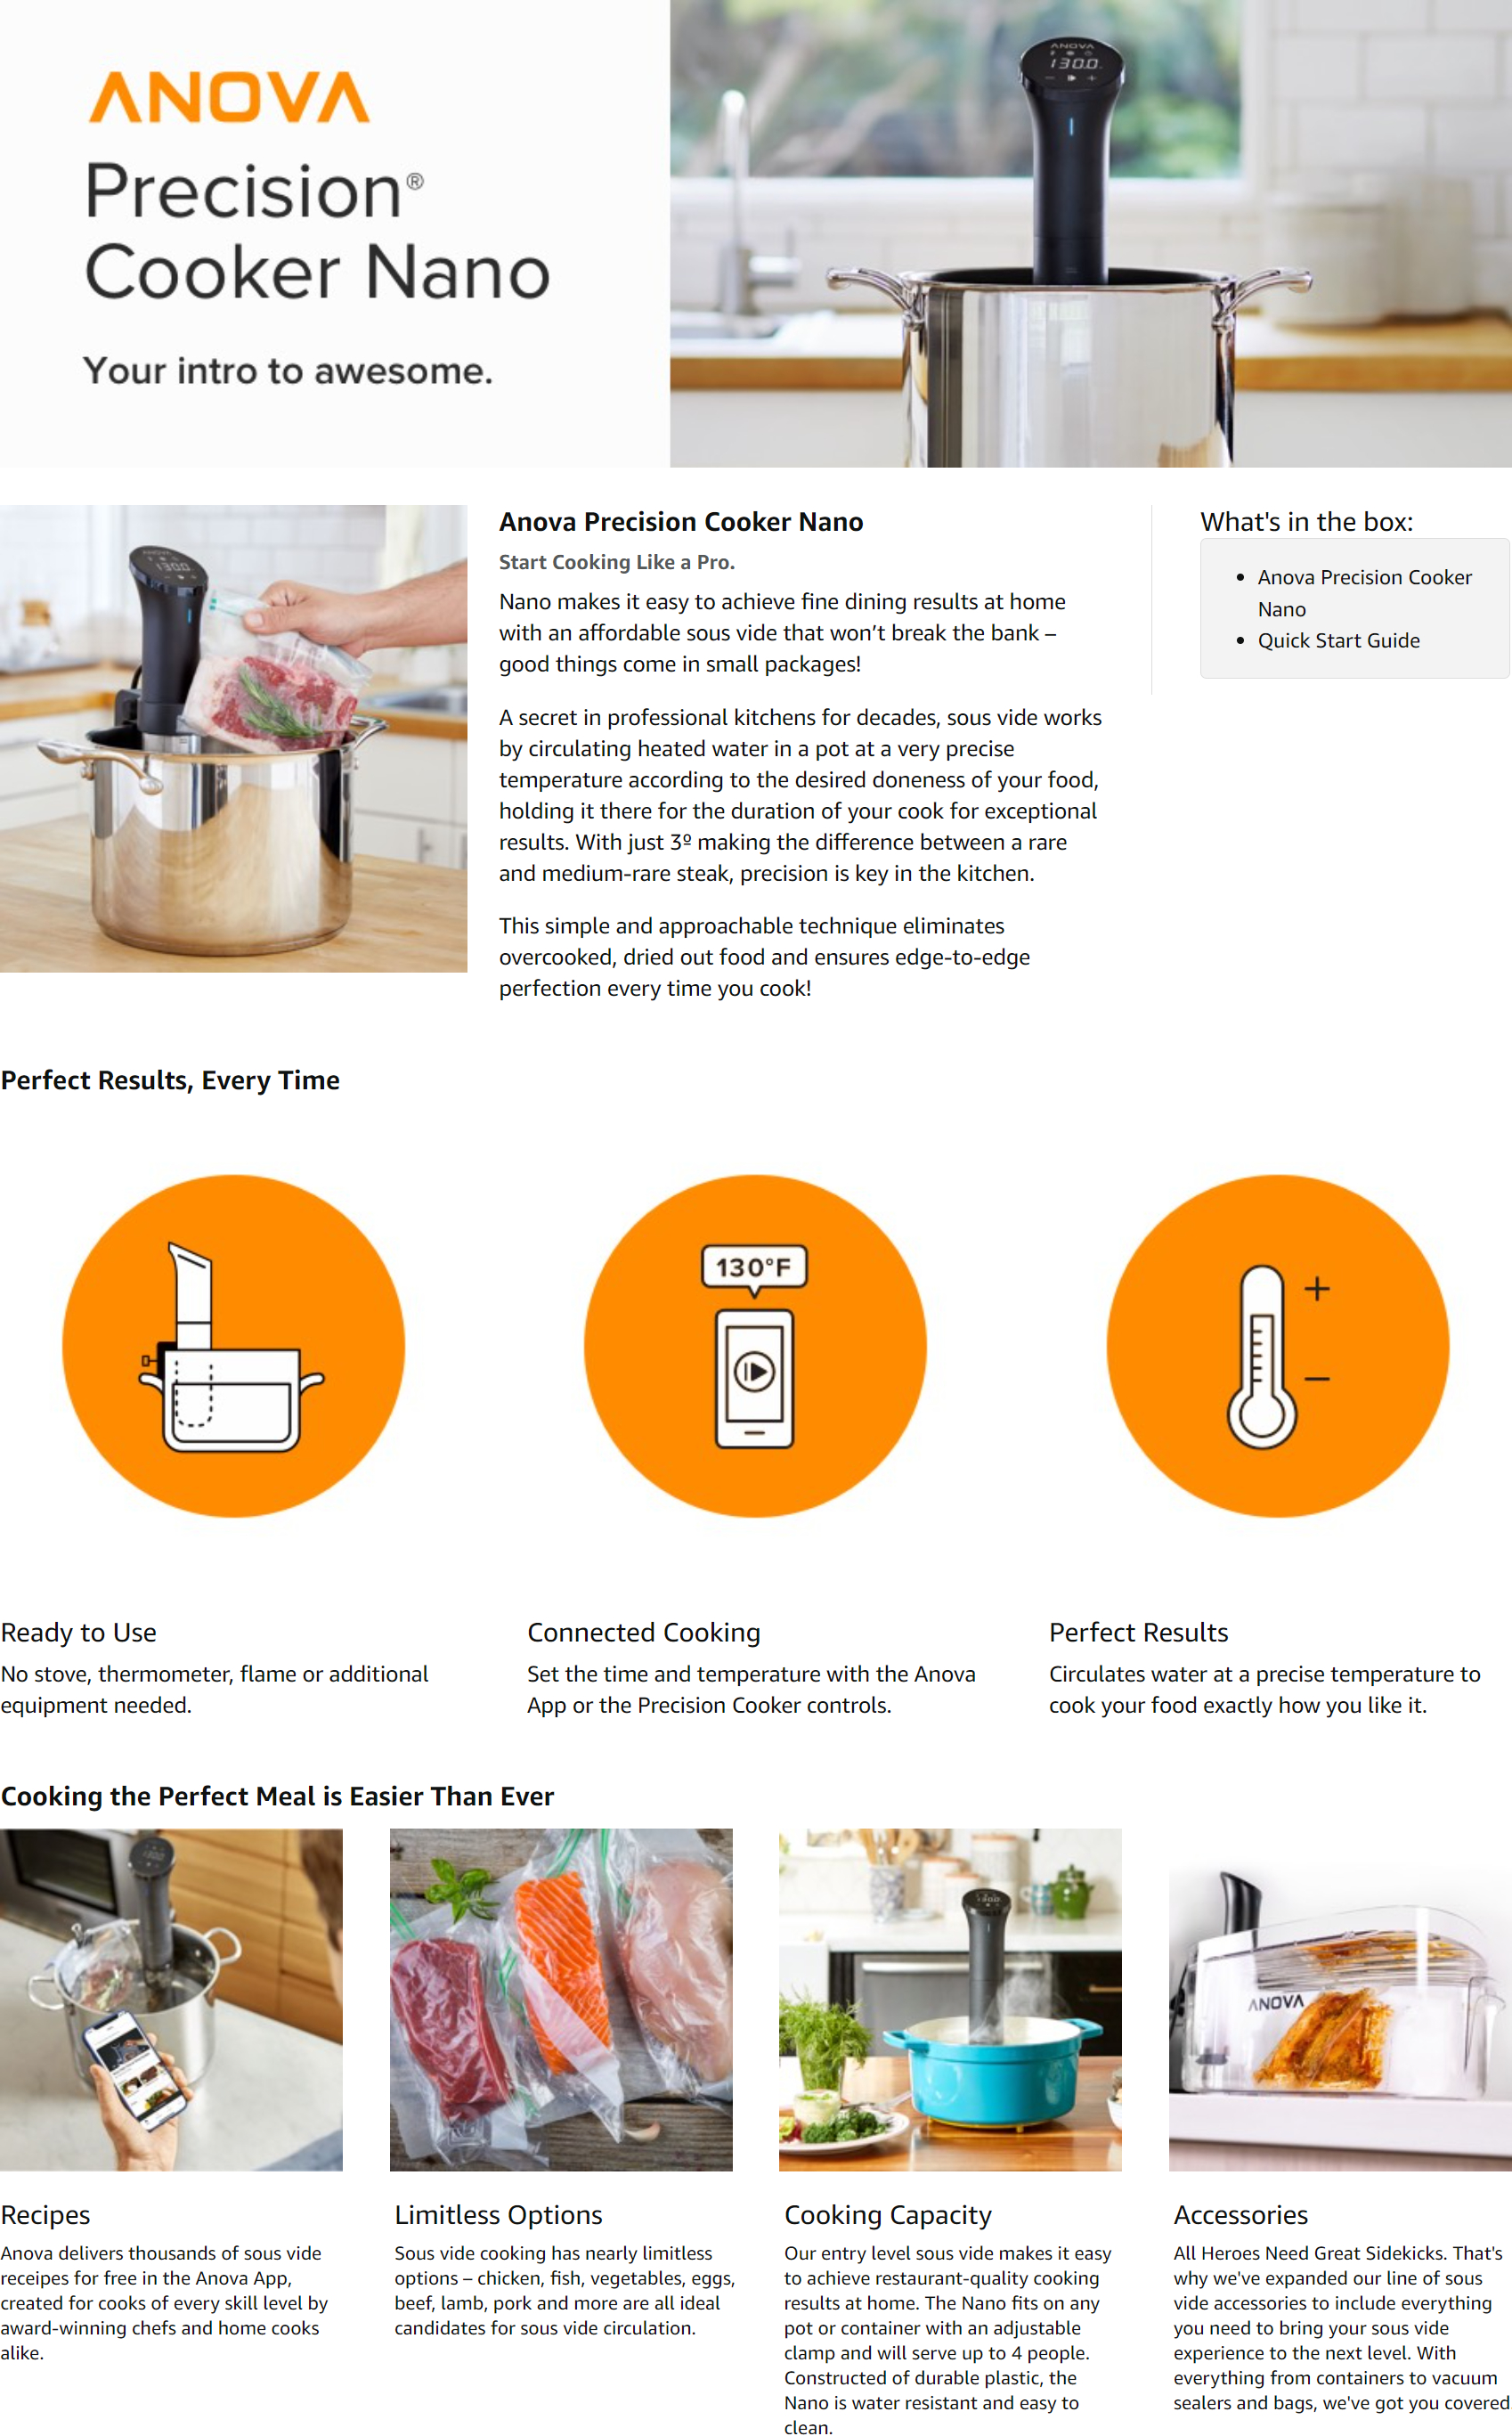 ANOVA
Precision®
Cooker Nano
Your intro to awesome.
ANOVA
130.0
Anova Precision Cooker Nano
Start Cooking Like a Pro.
Nano makes it easy to achieve fine dining results at home
with an affordable sous vide that won’t break the bank –
good things come in small packages!
A secret in professional kitchens for decades, sous vide works
by circulating heated water in a pot at a very precise
temperature according to the desired doneness of your food,
holding it there for the duration of your cook for exceptional
results. With just 3º making the difference between a rare
and medium-rare steak, precision is key in the kitchen.
This simple and approachable technique eliminates
overcooked, dried out food and ensures edge-to-edge
perfection every time you cook!
What's in the box:
• Anova Precision Cooker
Nano
• Quick Start Guide
130.0
Perfect Results, Every Time
130°F
Ready to Use
No stove, thermometer, flame or additional
equipment needed.
Connected Cooking
Set the time and temperature with the Anova
App or the Precision Cooker controls.
Perfect Results
Circulates water at a precise temperature to
cook your food exactly how you like it.
Cooking the Perfect Meal is Easier Than Ever
ANOVA
Recipes
Anova delivers thousands of sous vide
receipes for free in the Anova App,
created for cooks of every skill level by
award-winning chefs and home cooks
alike.
Limitless Options
Sous vide cooking has nearly limitless
options – chicken, fish, vegetables, eggs,
beef, lamb, pork and more are all ideal
candidates for sous vide circulation.
Cooking Capacity
Our entry level sous vide makes it easy
to achieve restaurant-quality cooking
results at home. The Nano fits on any
pot or container with an adjustable
clamp and will serve up to 4 people.
Constructed of durable plastic, the
Nano is water resistant and easy to
clean.
Accessories
All Heroes Need Great Sidekicks. That's
why we've expanded our line of sous
vide accessories to include everything
you need to bring your sous vide
experience to the next level. With
everything from containers to vacuum
sealers and bags, we've got you covered